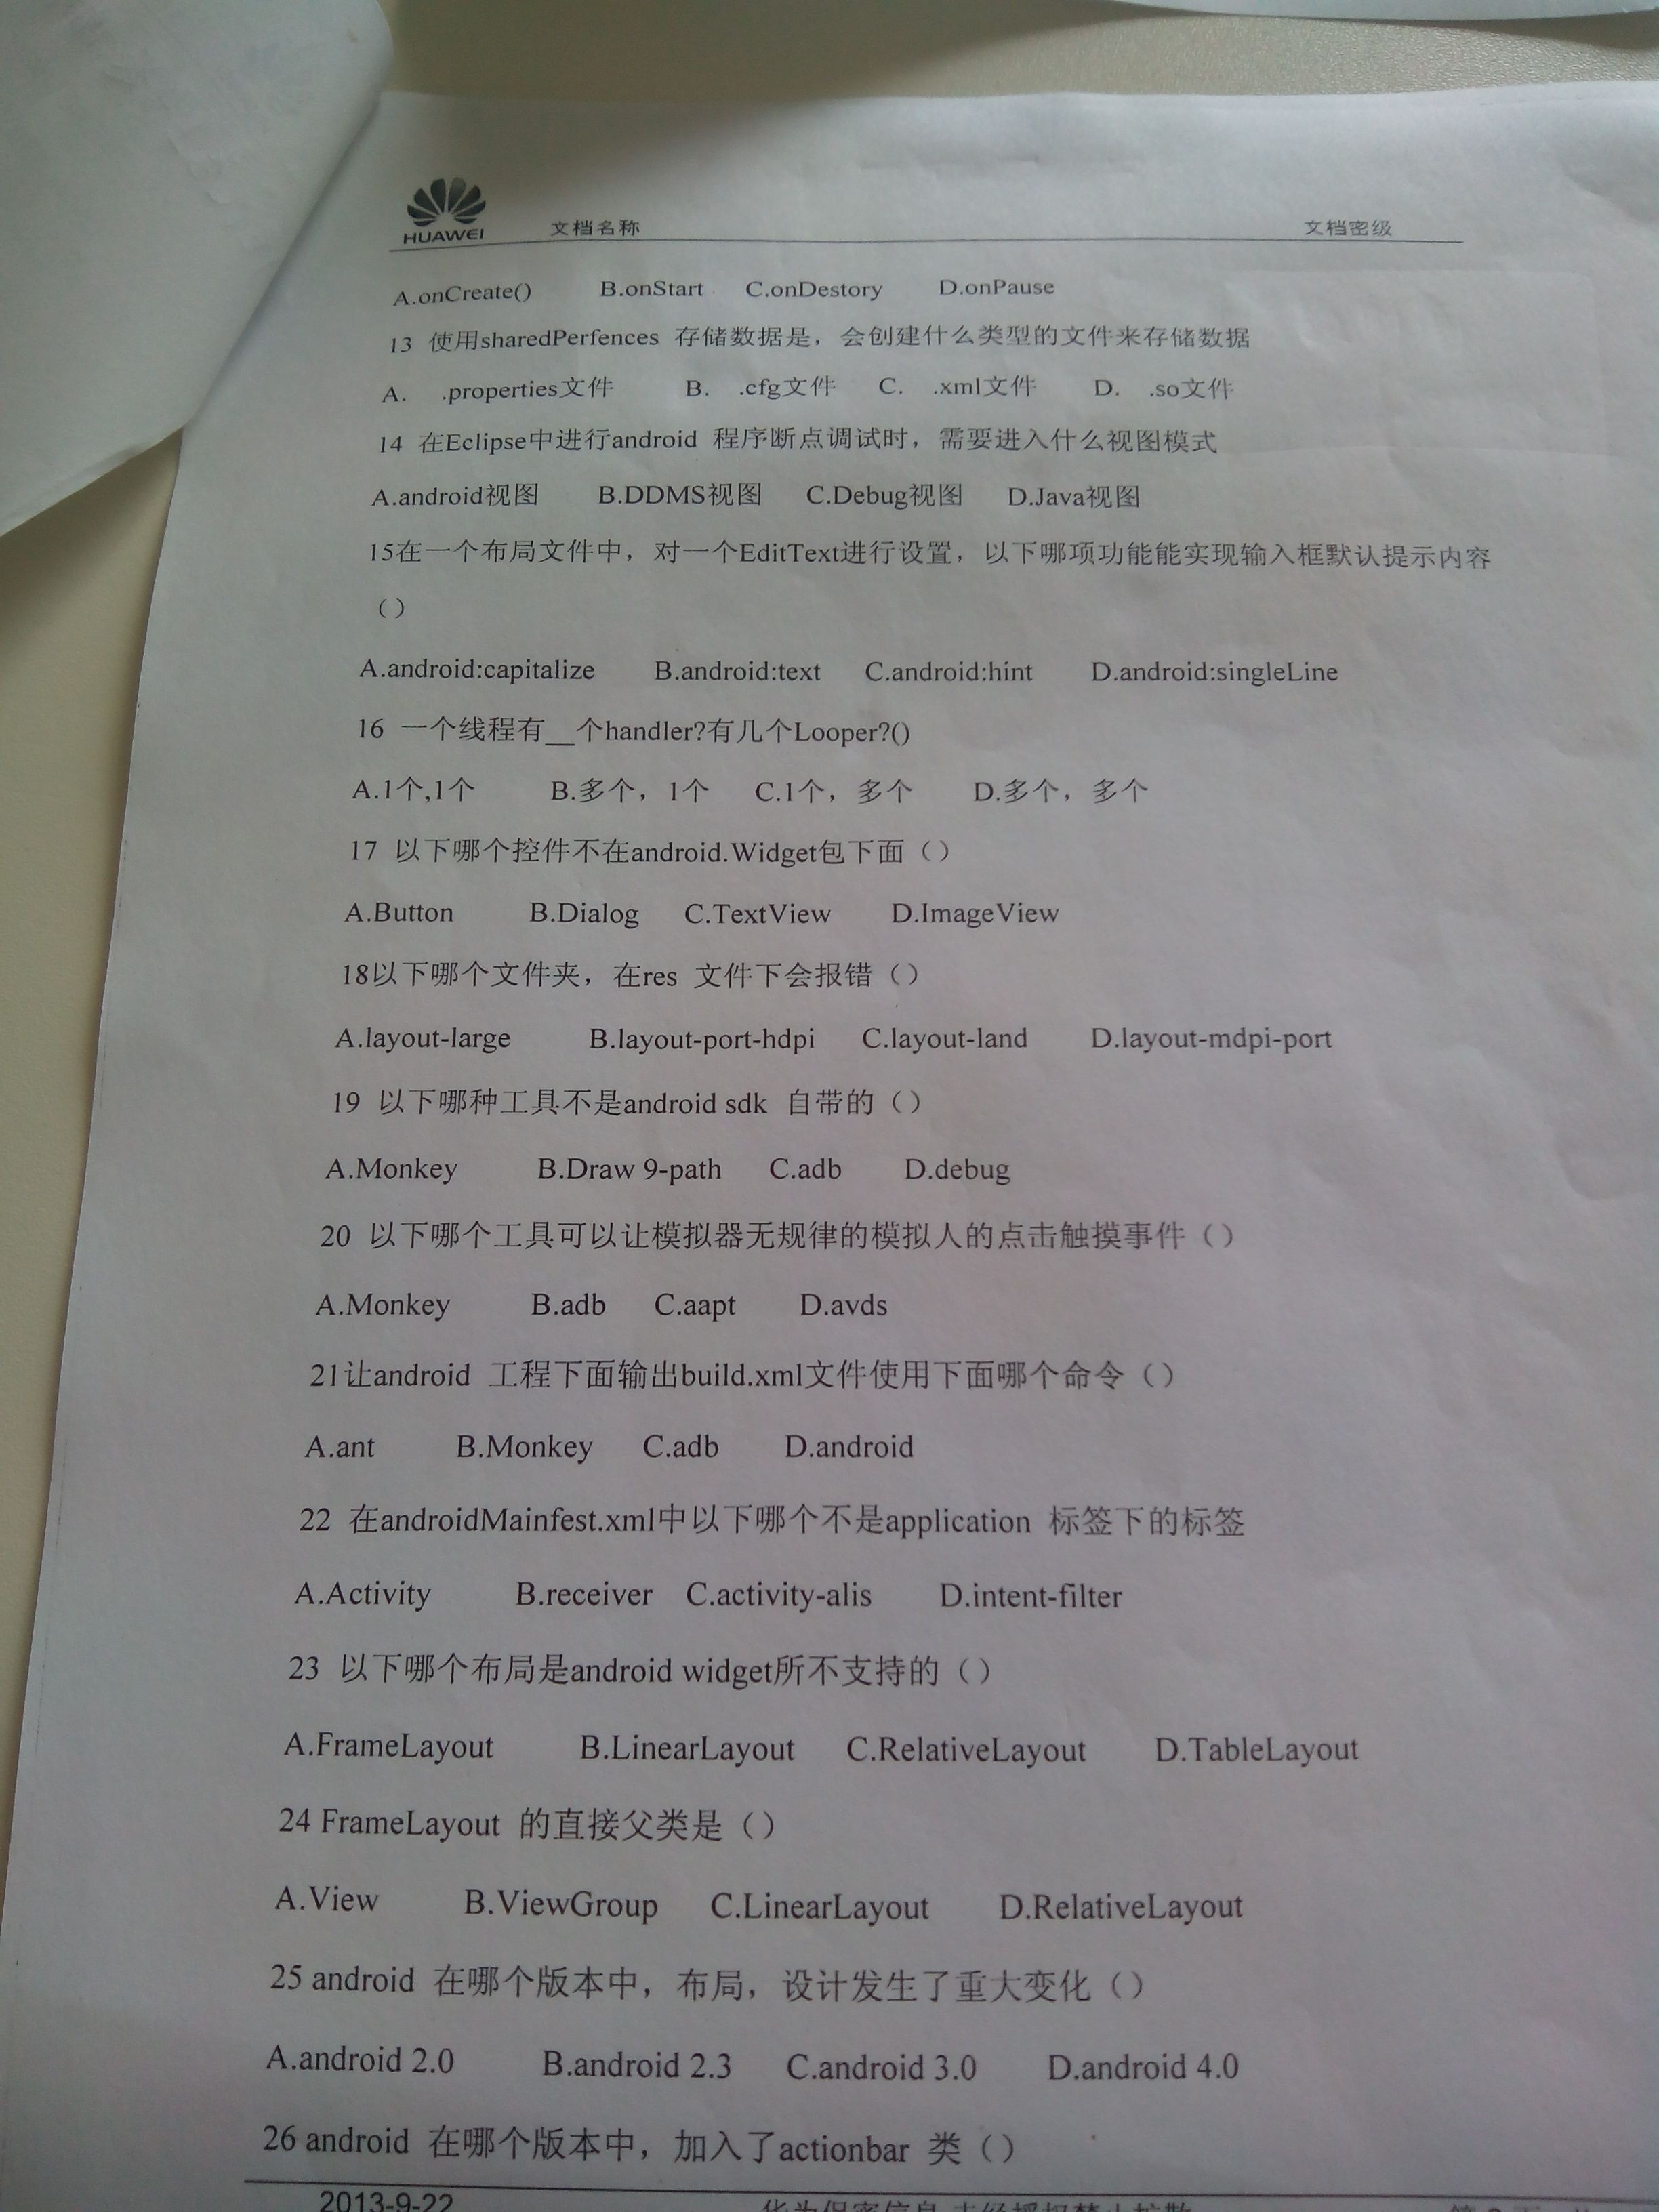 HUAWEI 文档名称 文档密级
A.onCreate() B.onStart C.onDestory D.onPause
13 使用sharedPerfences 存储数据是，会创建什么类型的文件来存储数据
A. .properties文件 B. .cfg文件 C. .xml文件 D. .so文件
14 在Eclipse中进行android 程序断点调试时，需要进入什么视图模式
A.android视图 B.DDMS视图 C.Debug视图 D.Java视图
15在一个布局文件中，对一个EditText进行设置，以下哪项功能能实现输入框默认提示内容
（）
A.android:capitalize B.android:text C.android:hint D.android:singleLine
16 一个线程有__个handler?有几个Looper?()
A.1个,1个 B.多个，1个 C.1个，多个 D.多个，多个
17 以下哪个控件不在android.Widget包下面（）
A.Button B.Dialog C.TextView D.ImageView
18以下哪个文件夹，在res 文件下会报错（）
A.layout-large B.layout-port-hdpi C.layout-land D.layout-mdpi-port
19 以下哪种工具不是android sdk 自带的（）
A.Monkey B.Draw 9-path C.adb D.debug
20 以下哪个工具可以让模拟器无规律的模拟人的点击触摸事件（）
A.Monkey B.adb C.aapt D.avds
21让android 工程下面输出build.xml文件使用下面哪个命令（）
A.ant B.Monkey C.adb D.android
22 在androidMainfest.xml中以下哪个不是application 标签下的标签
A.Activity B.receiver C.activity-alis D.intent-filter
23 以下哪个布局是android widget所不支持的（）
A.FrameLayout B.LinearLayout C.RelativeLayout D.TableLayout
24 FrameLayout 的直接父类是（）
A.View B.ViewGroup C.LinearLayout D.RelativeLayout
25 android 在哪个版本中，布局，设计发生了重大变化（）
A.android 2.0 B.android 2.3 C.android 3.0 D.android 4.0
26 android 在哪个版本中，加入了actionbar 类（）
2013-9-22 华为保密信息,未经授权禁止扩散